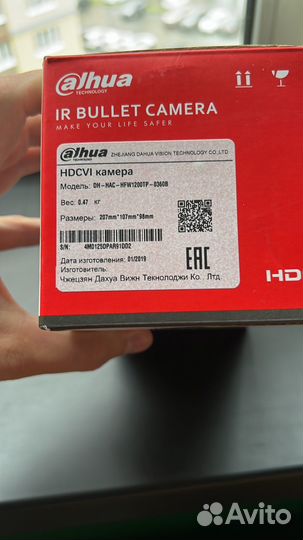 alhua
TECHNOLOGY
IR BULLET CAMERA
MAKE YOUR LIFE SAFER
alhua
TECHNOLOGY
ZHEJIANG DAHUA VISION TECHNOLOGY CO.,LTD.
HDCVI камера
Модель: DH-HAC-HFW1200TP-0360B
Вес: 0.47 кг
Размеры: 207mm*107mm*98mm
S/N: 4M0125DPAR91DD2
Изготовлен: 01/2019
Изготовитель:
Чжецзян Дахуа Вижн Текнолоджи Ко., Лтд.
EAC
HD
Avito